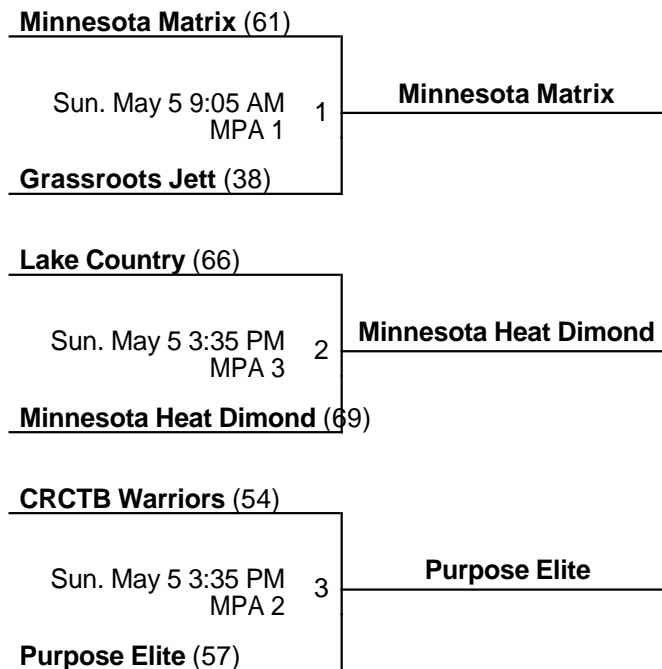 Minnesota Matrix (61)
Sun. May 5 9:05 AM
MPA 1
1
Minnesota Matrix
Grassroots Jett (38)
Lake Country (66)
Sun. May 5 3:35 PM
MPA 3
2
Minnesota Heat Dimond
Minnesota Heat Dimond (69)
CRCTB Warriors (54)
Sun. May 5 3:35 PM
MPA 2
3
Purpose Elite
Purpose Elite (57)